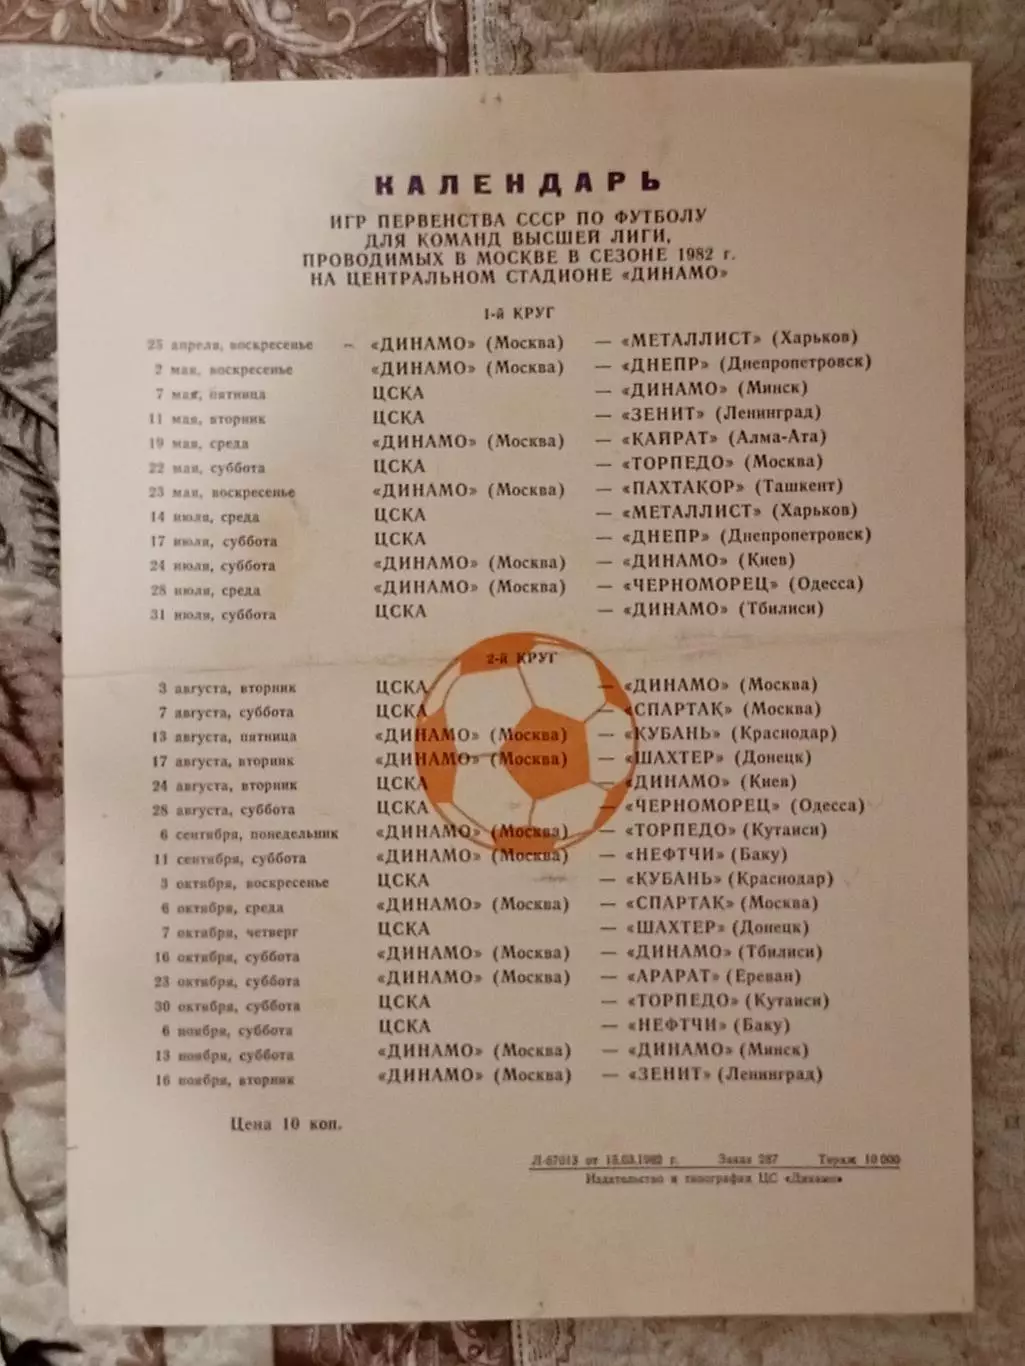 КАЛЕНДАРЬ
ИГР ПЕРВЕНСТВА СССР ПО ФУТБОЛУ
ДЛЯ КОМАНД ВЫСШЕЙ ЛИГИ,
ПРОВОДИМЫХ В МОСКВЕ В СЕЗОНЕ 1982 г.
НА ЦЕНТРАЛЬНОМ СТАДИОНЕ «ДИНАМО»
1-й КРУГ
25 апреля, воскресенье – «ДИНАМО» (Москва) — «МЕТАЛЛИСТ» (Харьков)
2 мая, воскресенье «ДИНАМО» (Москва) — «ДНЕПР» (Днепропетровск)
7 мая, пятница ЦСКА — «ДИНАМО» (Минск)
11 мая, вторник ЦСКА — «ЗЕНИТ» (Ленинград)
19 мая, среда «ДИНАМО» (Москва) — «КАЙРАТ» (Алма-Ата)
22 мая, суббота ЦСКА — «ТОРПЕДО» (Москва)
23 мая, воскресенье «ДИНАМО» (Москва) — «ПАХТАКОР» (Ташкент)
14 июля, среда ЦСКА — «МЕТАЛЛИСТ» (Харьков)
17 июля, суббота ЦСКА — «ДНЕПР» (Днепропетровск)
24 июля, суббота «ДИНАМО» (Москва) — «ДИНАМО» (Киев)
28 июля, среда «ДИНАМО» (Москва) — «ЧЕРНОМОРЕЦ» (Одесса)
31 июля, суббота ЦСКА — «ДИНАМО» (Тбилиси)
2-й КРУГ
3 августа, вторник ЦСКА — «ДИНАМО» (Москва)
7 августа, суббота ЦСКА — «СПАРТАК» (Москва)
13 августа, пятница «ДИНАМО» (Москва) — «КУБАНЬ» (Краснодар)
17 августа, вторник «ДИНАМО» (Москва) — «ШАХТЕР» (Донецк)
24 августа, вторник ЦСКА — «ДИНАМО» (Киев)
28 августа, суббота ЦСКА — «ЧЕРНОМОРЕЦ» (Одесса)
6 сентября, понедельник «ДИНАМО» (Москва) — «ТОРПЕДО» (Кутаиси)
11 сентября, суббота «ДИНАМО» (Москва) — «НЕФТЧИ» (Баку)
3 октября, воскресенье ЦСКА — «КУБАНЬ» (Краснодар)
6 октября, среда «ДИНАМО» (Москва) — «СПАРТАК» (Москва)
7 октября, четверг ЦСКА — «ШАХТЕР» (Донецк)
16 октября, суббота «ДИНАМО» (Москва) — «ДИНАМО» (Тбилиси)
23 октября, суббота «ДИНАМО» (Москва) — «АРАРАТ» (Ереван)
30 октября, суббота ЦСКА — «ТОРПЕДО» (Кутаиси)
6 ноября, суббота ЦСКА — «НЕФТЧИ» (Баку)
13 ноября, суббота «ДИНАМО» (Москва) — «ДИНАМО» (Минск)
16 ноября, вторник «ДИНАМО» (Москва) — «ЗЕНИТ» (Ленинград)
Цена 10 коп.
Л-67013 от 15.03.1982 г. Заказ 287 Тираж 10 000
Издательство и типография ЦС «Динамо»